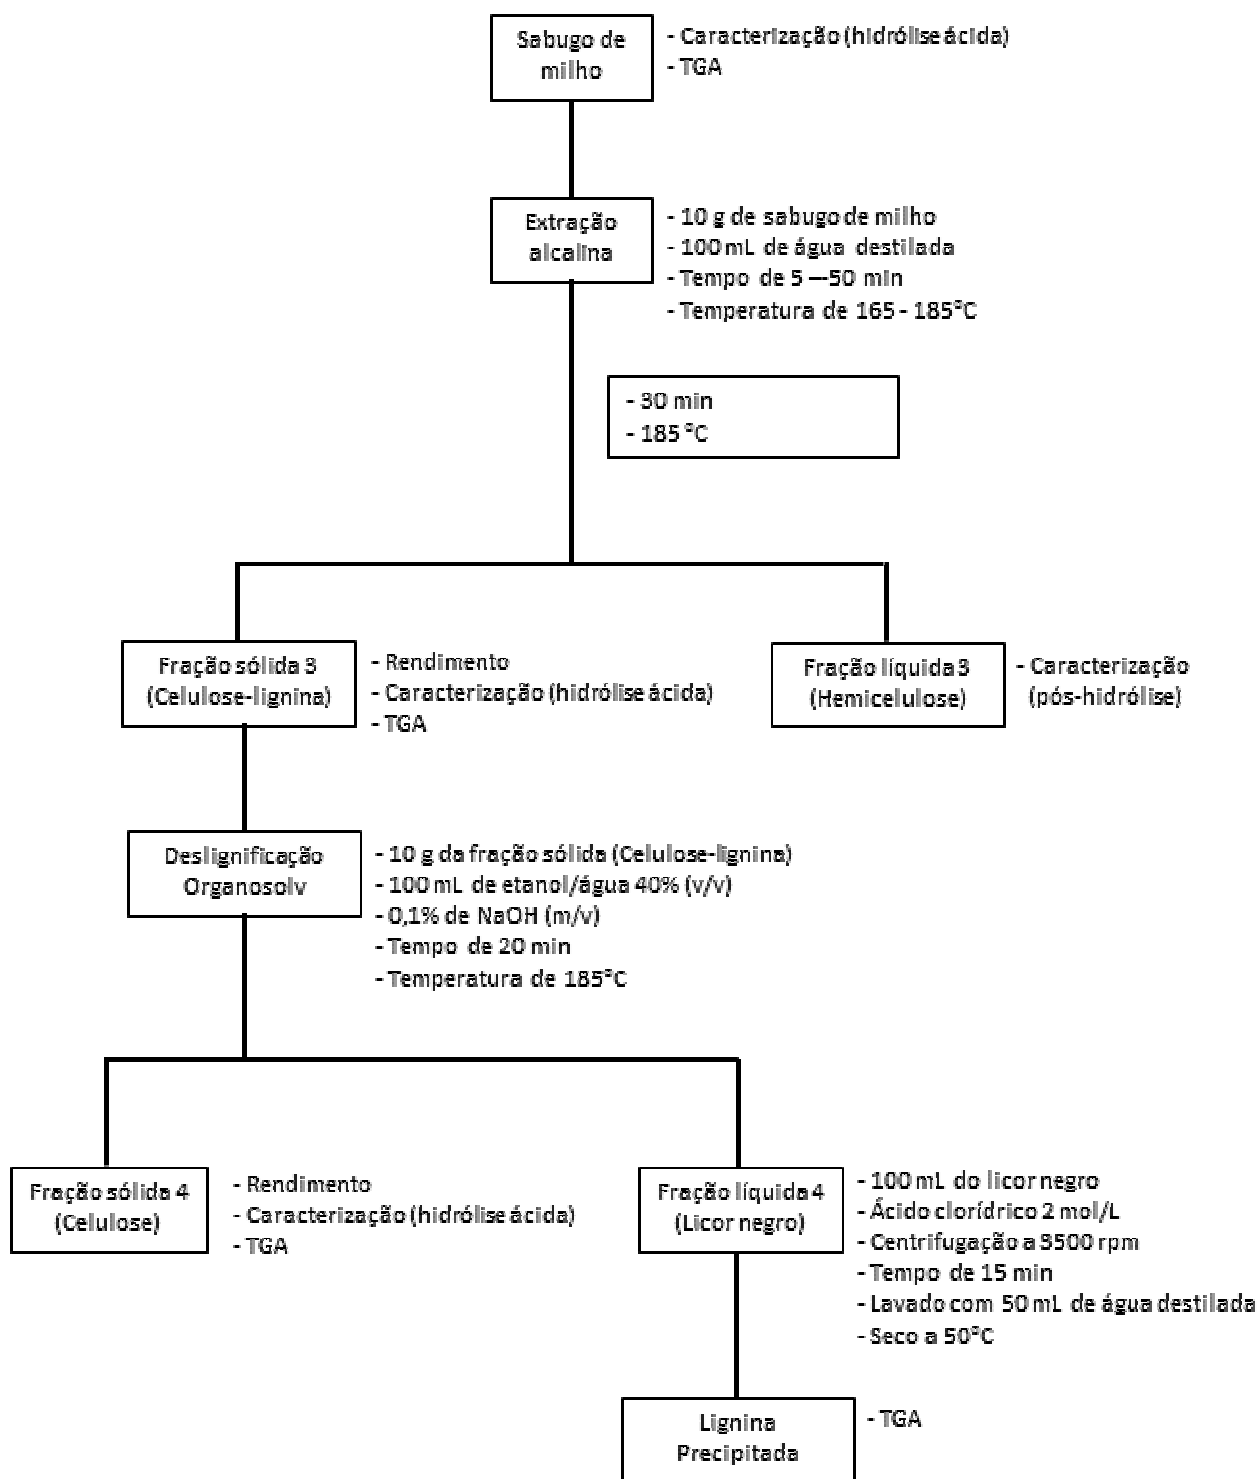 Sabugo de
milho
- Caracterização (hidrólise ácida)
- TGA
Extração
alcalina
- 10 g de sabugo de milho
- 100 mL de água destilada
- Tempo de 5 –-50 min
- Temperatura de 165 - 185°C
- 30 min
- 185 °C
Fração sólida 3
(Celulose-lignina)
- Rendimento
- Caracterização (hidrólise ácida)
- TGA
Fração líquida 3
(Hemicelulose)
- Caracterização
(pós-hidrólise)
Deslignificação
Organosolv
- 10 g da fração sólida (Celulose-lignina)
- 100 mL de etanol/água 40% (v/v)
- 0,1% de NaOH (m/v)
- Tempo de 20 min
- Temperatura de 185°C
Fração sólida 4
(Celulose)
- Rendimento
- Caracterização (hidrólise ácida)
- TGA
Fração líquida 4
(Licor negro)
- 100 mL do licor negro
- Ácido clorídrico 2 mol/L
- Centrifugação a 3500 rpm
- Tempo de 15 min
- Lavado com 50 mL de água destilada
- Seco a 50°C
Lignina
Precipitada
- TGA